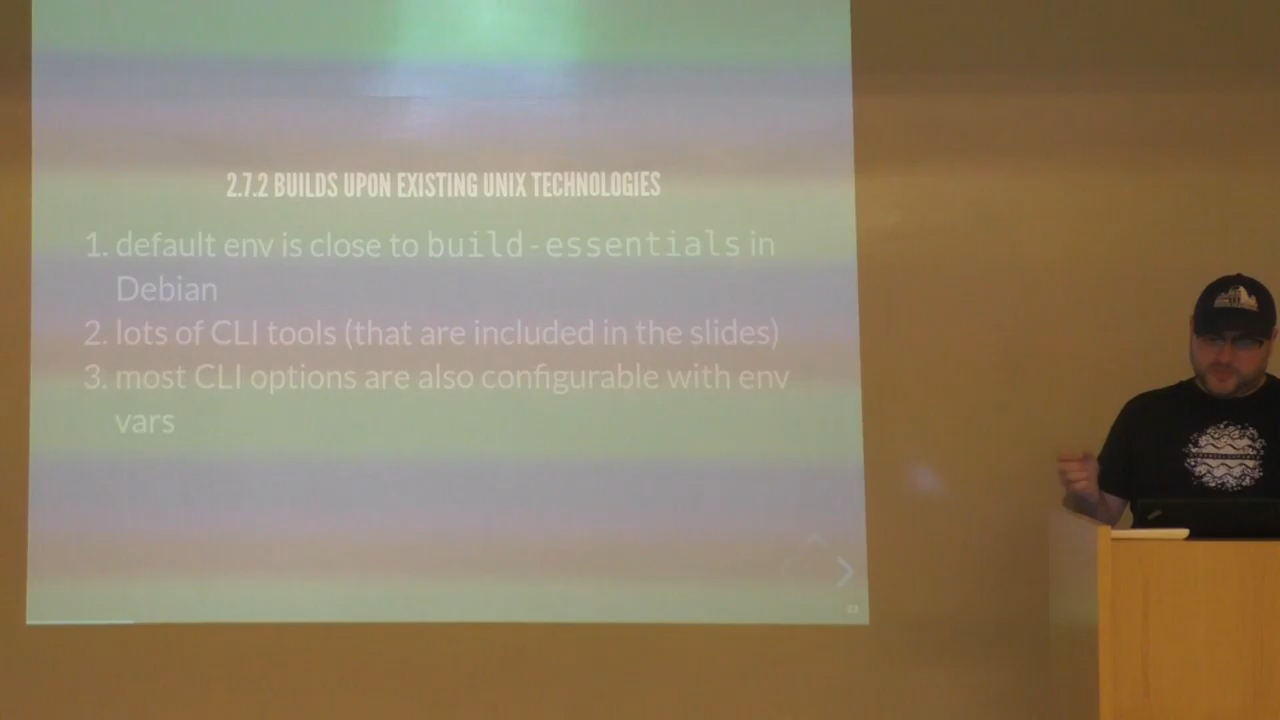 2.7.2 BUILDS UPON EXISTING UNIX TECHNOLOGIES
1. default env is close to build-essentials in
Debian
2. lots of CLI tools (that are included in the slides)
3. most CLI options are also configurable with env
vars